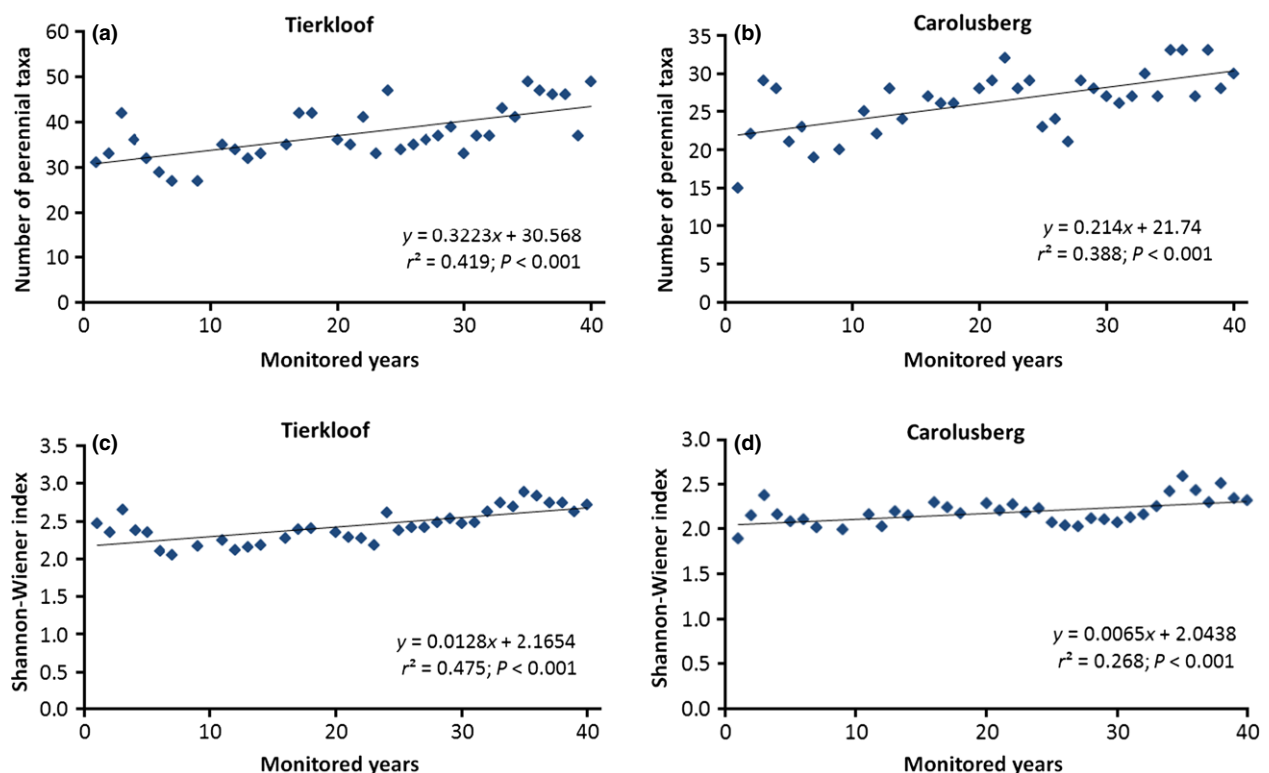 (a)
Tierkloof
Number of perennial taxa
60
50
40
30
20
10
0
y = 0.3223x + 30.568
r² = 0.419; P < 0.001
0 10 20 30 40
Monitored years
(b)
Carolusberg
Number of perennial taxa
35
30
25
20
15
10
5
0
y = 0.214x + 21.74
r² = 0.388; P < 0.001
0 10 20 30 40
Monitored years
(c)
Tierkloof
Shannon-Wiener index
3.5
3.0
2.5
2.0
1.5
1.0
0.5
0.0
y = 0.0128x + 2.1654
r² = 0.475; P < 0.001
0 10 20 30 40
Monitored years
(d)
Carolusberg
Shannon-Wiener index
3.0
2.5
2.0
1.5
1.0
0.5
0.0
y = 0.0065x + 2.0438
r² = 0.268; P < 0.001
0 10 20 30 40
Monitored years